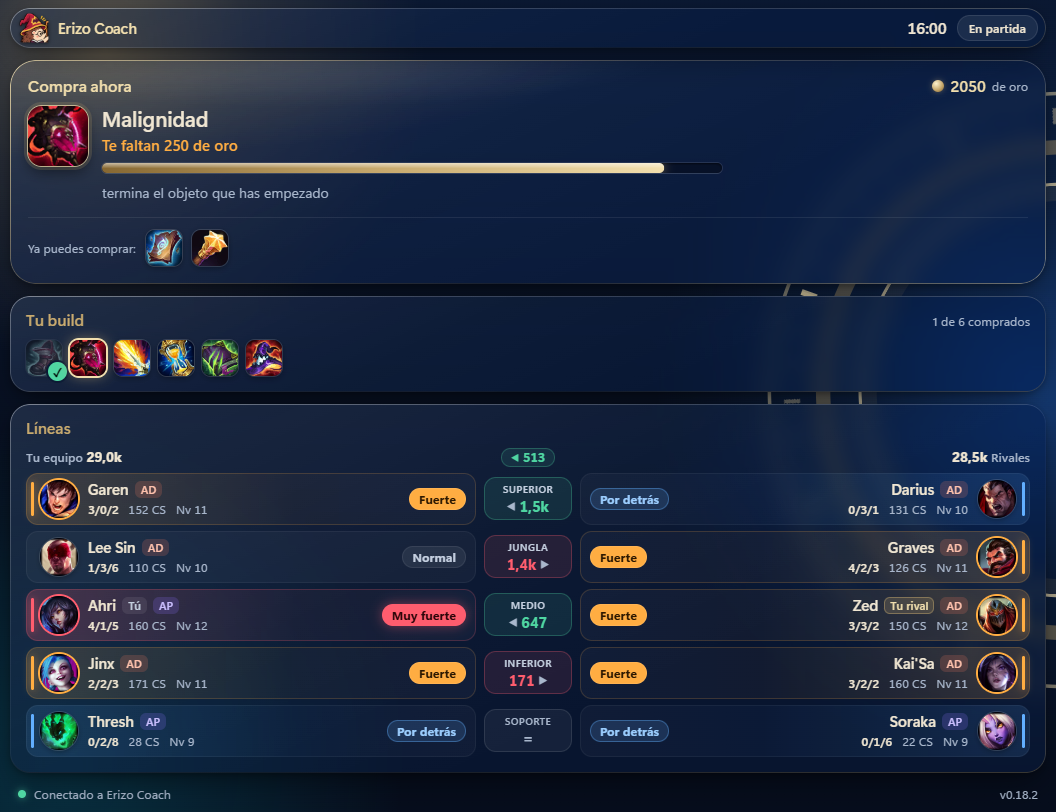 Erizo Coach
16:00 En partida
Compra ahora
2050 de oro
Malignidad
Te faltan 250 de oro
termina el objeto que has empezado
Ya puedes comprar:
Tu build
1 de 6 comprados
Líneas
Tu equipo 29,0k
◀ 513
28,5k Rivales
Garen AD
3/0/2 152 CS Nv 11
Fuerte
SUPERIOR
◀ 1,5k
Por detrás
Darius AD
0/3/1 131 CS Nv 10
Lee Sin AD
1/3/6 110 CS Nv 10
Normal
JUNGLA
1,4k ▶
Fuerte
Graves AD
4/2/3 126 CS Nv 11
Ahri Tú AP
4/1/5 160 CS Nv 12
Muy fuerte
MEDIO
◀ 647
Fuerte
Zed Tu rival AD
3/3/2 150 CS Nv 12
Jinx AD
2/2/3 171 CS Nv 11
Fuerte
INFERIOR
171 ▶
Fuerte
Kai'Sa AD
3/2/2 160 CS Nv 11
Thresh AP
0/2/8 28 CS Nv 9
Por detrás
SOPORTE
=
Por detrás
Soraka AP
0/1/6 22 CS Nv 9
Conectado a Erizo Coach
v0.18.2